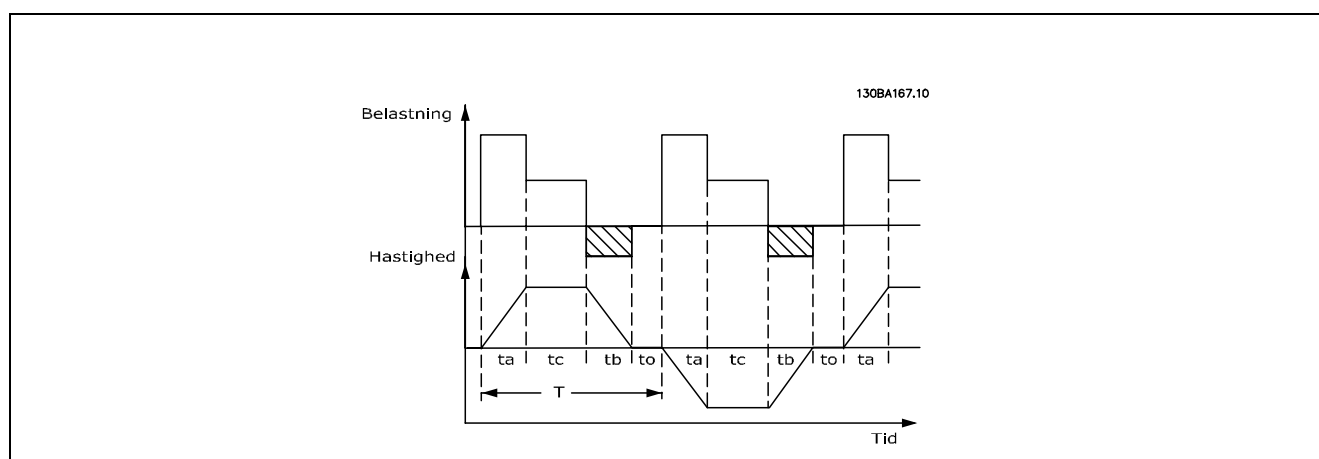 130BA167.10
Belastning
Hastighed
ta tc tb to ta tc tb to ta
T
Tid